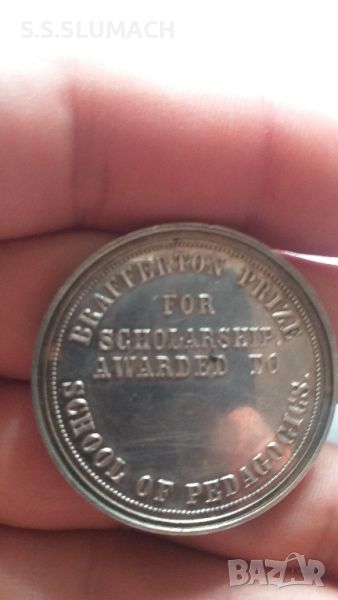 S.S.SLUMACH
BRAFFERTON PRIZE
FOR
SCHOLARSHIP.
AWARDED TO
SCHOOL OF PEDAGOGICS.
BAZAR